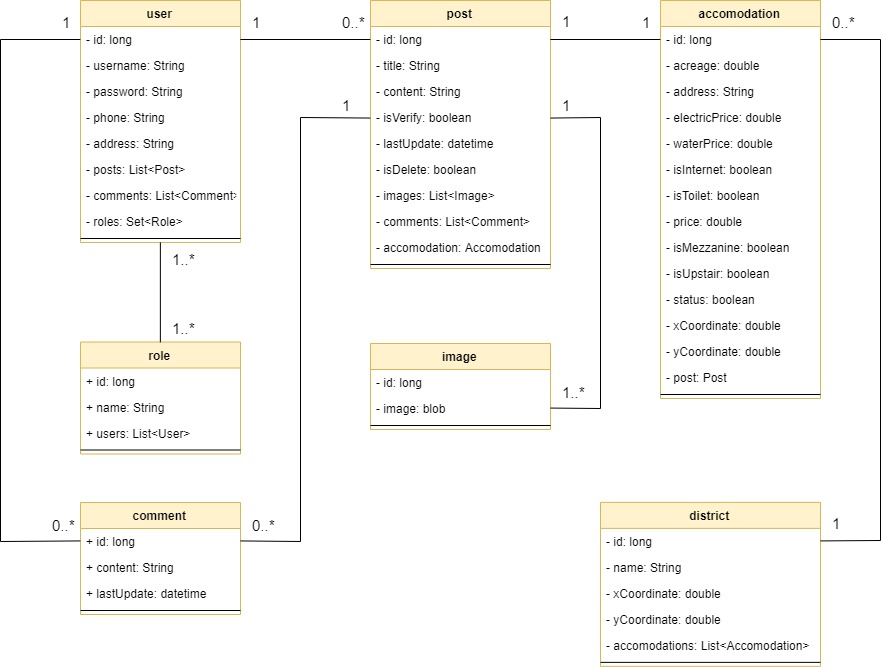 user
- id: long
- username: String
- password: String
- phone: String
- address: String
- posts: List<Post>
- comments: List<Comment>
- roles: Set<Role>
post
- id: long
- title: String
- content: String
- isVerify: boolean
- lastUpdate: datetime
- isDelete: boolean
- images: List<Image>
- comments: List<Comment>
- accomodation: Accomodation
accomodation
- id: long
- acreage: double
- address: String
- electricPrice: double
- waterPrice: double
- isInternet: boolean
- isToilet: boolean
- price: double
- isMezzanine: boolean
- isUpstair: boolean
- status: boolean
- xCoordinate: double
- yCoordinate: double
- post: Post
role
+ id: long
+ name: String
+ users: List<User>
image
- id: long
- image: blob
comment
+ id: long
+ content: String
+ lastUpdate: datetime
district
- id: long
- name: String
- xCoordinate: double
- yCoordinate: double
- accomodations: List<Accomodation>
1
1
0..*
1
1
0..*
1
1
1..*
1..*
1..*
0..*
0..*
1